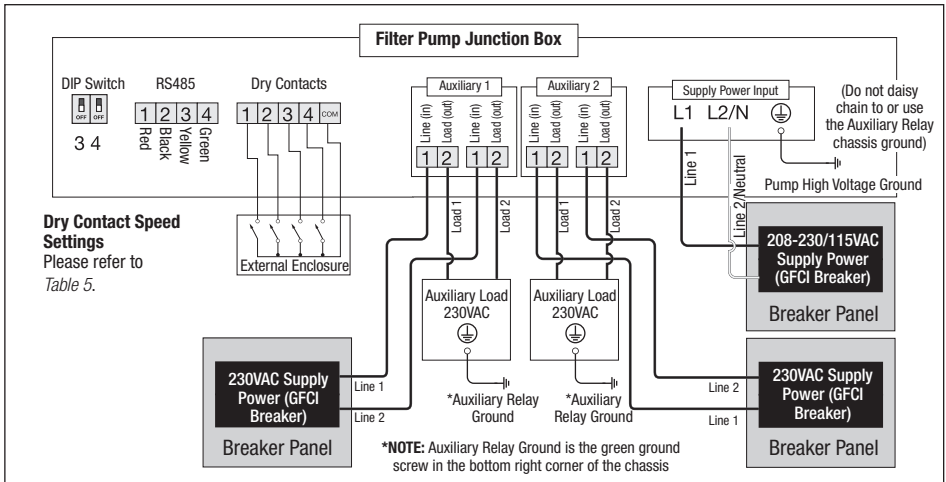 Filter Pump Junction Box
DIP Switch
OFF OFF
3 4
RS485
1 2 3 4
Red
Black
Yellow
Green
Dry Contacts
1 2 3 4 COM
External Enclosure
Dry Contact Speed
Settings
Please refer to
Table 5.
Auxiliary 1
Line (in)
Load (out)
Line (in)
Load (out)
1 2 1 2
Load 1
Load 2
Auxiliary 2
Line (in)
Load (out)
Line (in)
Load (out)
1 2 1 2
Load 1
Load 2
Supply Power Input
L1 L2/N
Line 1
Line 2/Neutral
(Do not daisy
chain to or use
the Auxiliary Relay
chassis ground)
Pump High Voltage Ground
208-230/115VAC
Supply Power
(GFCI Breaker)
Breaker Panel
Auxiliary Load
230VAC
*Auxiliary Relay
Ground
Auxiliary Load
230VAC
*Auxiliary
Relay Ground
230VAC Supply
Power (GFCI
Breaker)
Breaker Panel
Line 1
Line 2
Line 2
Line 1
230VAC Supply
Power (GFCI
Breaker)
Breaker Panel
*NOTE: Auxiliary Relay Ground is the green ground
screw in the bottom right corner of the chassis